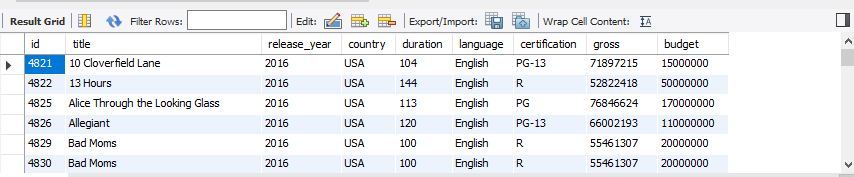 Result Grid Filter Rows: Edit: Export/Import: Wrap Cell Content: IA
id title release_year country duration language certification gross budget
4821 10 Cloverfield Lane 2016 USA 104 English PG-13 71897215 15000000
4822 13 Hours 2016 USA 144 English R 52822418 50000000
4825 Alice Through the Looking Glass 2016 USA 113 English PG 76846624 170000000
4826 Allegiant 2016 USA 120 English PG-13 66002193 110000000
4829 Bad Moms 2016 USA 100 English R 55461307 20000000
4830 Bad Moms 2016 USA 100 English R 55461307 20000000